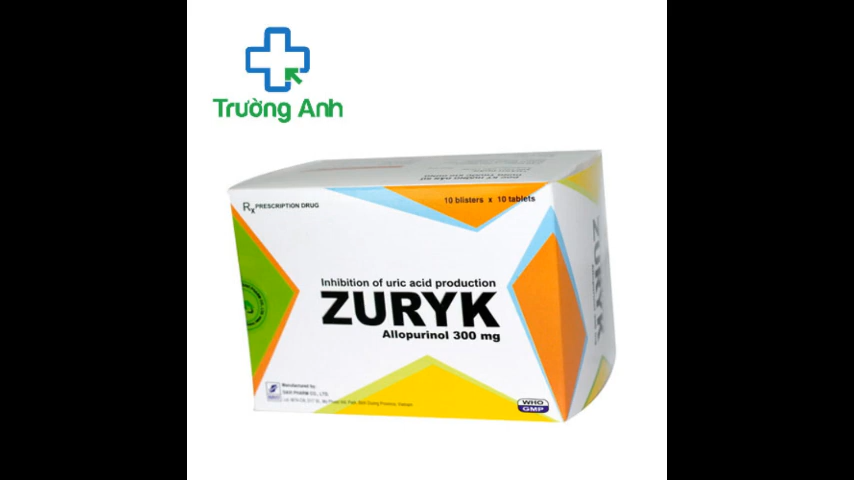 Trường Anh
Rx PRESCRIPTION DRUG
10 blisters x 10 tablets
Inhibition of uric acid production
ZURYK
Allopurinol 300 mg
Manufactured by:
WHO
GMP
ZURYK